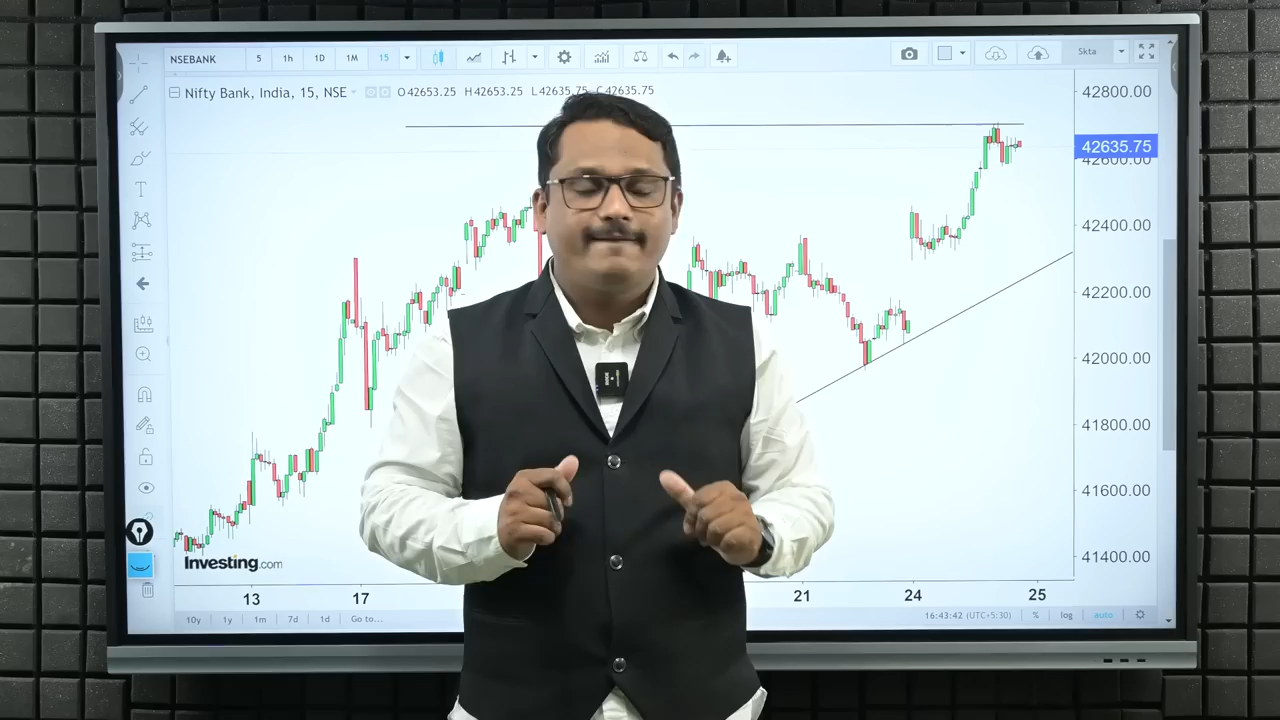 NSEBANK 5 1h 1D 1M 15 Skta
Nifty Bank, India, 15, NSE O42653.25 H42653.25 L42635.75 C42635.75
42800.00
42635.75
42600.00
42400.00
42200.00
42000.00
41800.00
41600.00
41400.00
T
Investing.com
13 17 21 24 25
10y 1y 1m 7d 1d Go to... 16:43:42 (UTC+5:30) % log auto